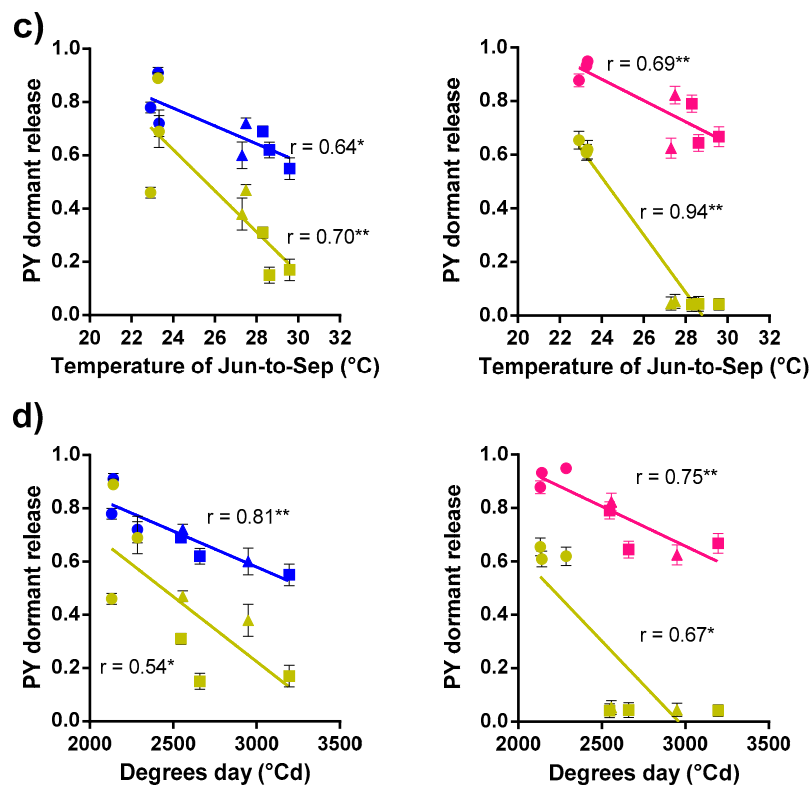 c)
PY dormant release
1.0
0.8
0.6
0.4
0.2
0.0
r = 0.64*
r = 0.70**
20 22 24 26 28 30 32
Temperature of Jun-to-Sep (°C)
PY dormant release
1.0
0.8
0.6
0.4
0.2
0.0
r = 0.69**
r = 0.94**
20 22 24 26 28 30 32
Temperature of Jun-to-Sep (°C)
d)
PY dormant release
1.0
0.8
0.6
0.4
0.2
0.0
r = 0.81**
r = 0.54*
2000 2500 3000 3500
Degrees day (°Cd)
PY dormant release
1.0
0.8
0.6
0.4
0.2
0.0
r = 0.75**
r = 0.67*
2000 2500 3000 3500
Degrees day (°Cd)